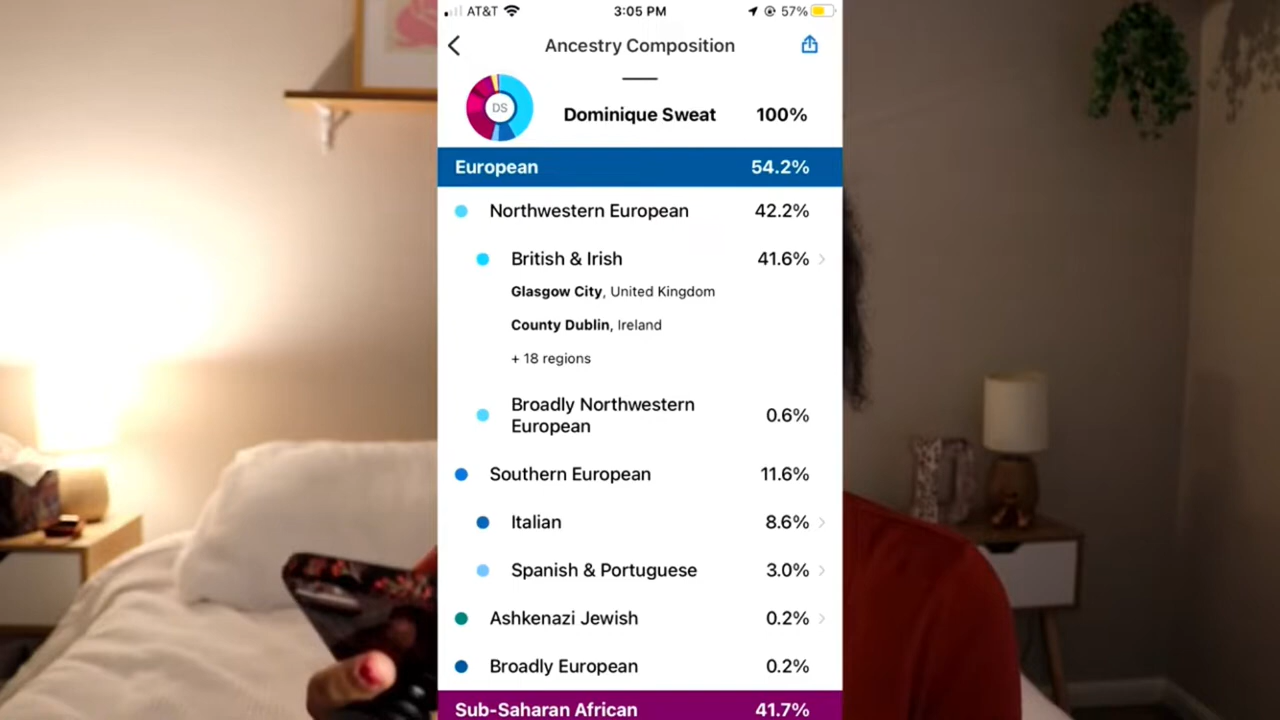 AT&T 3:05 PM 57%
Ancestry Composition
DS Dominique Sweat 100%
European 54.2%
Northwestern European 42.2%
British & Irish 41.6%
Glasgow City, United Kingdom
County Dublin, Ireland
+ 18 regions
Broadly Northwestern
European 0.6%
Southern European 11.6%
Italian 8.6%
Spanish & Portuguese 3.0%
Ashkenazi Jewish 0.2%
Broadly European 0.2%
Sub-Saharan African 41.7%